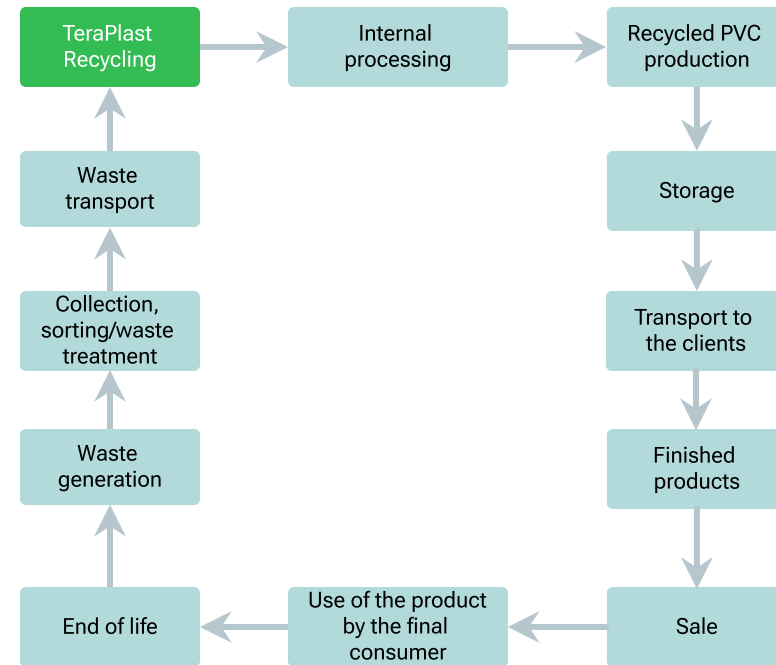 TeraPlast
Recycling
Internal
processing
Recycled PVC
production
Waste
transport
Storage
Collection,
sorting/waste
treatment
Transport to
the clients
Waste
generation
Finished
products
End of life
Use of the product
by the final
consumer
Sale